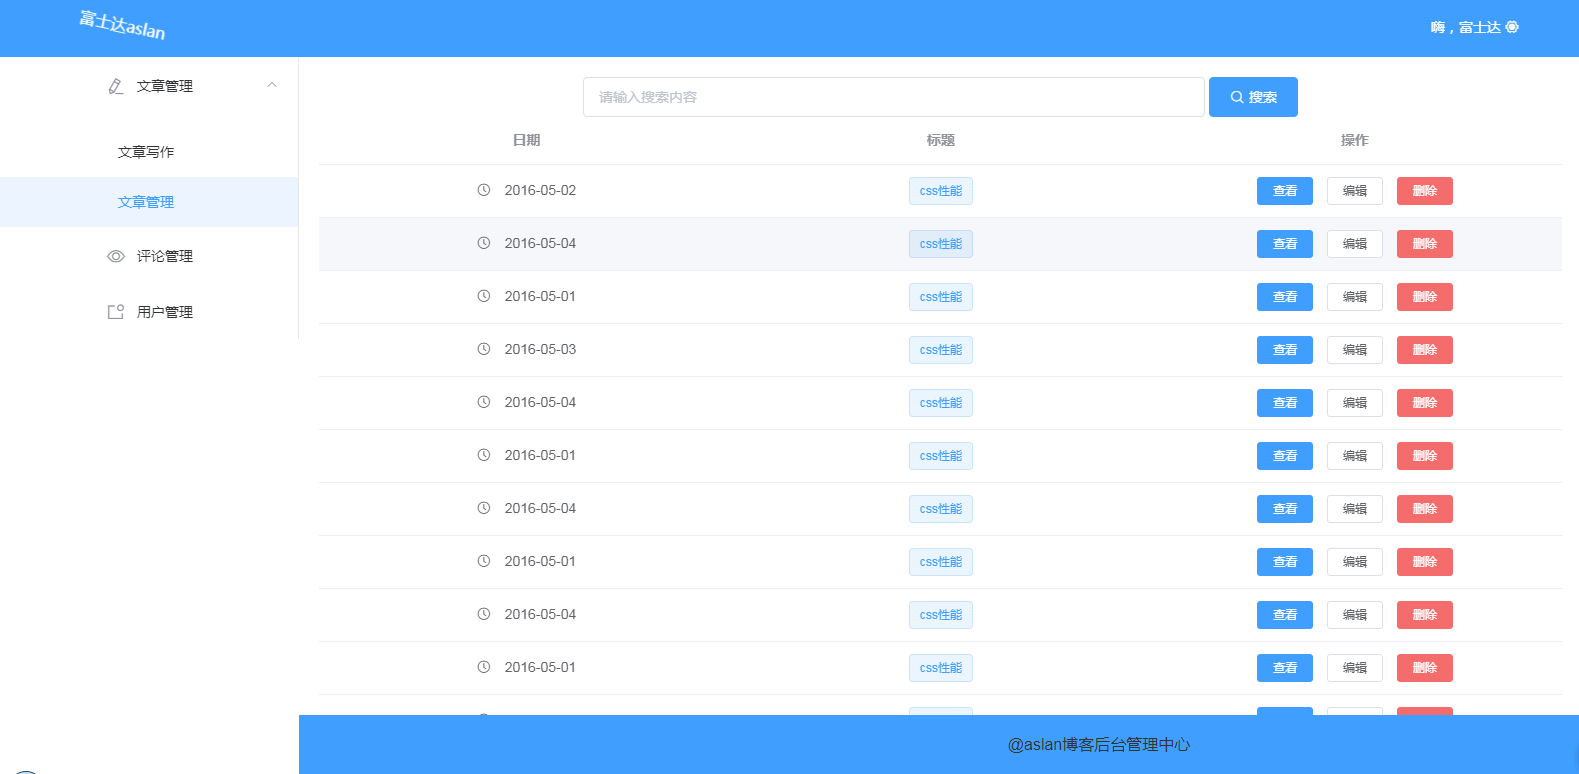 富士达aslan
嗨，富士达
文章管理
文章写作
文章管理
评论管理
用户管理
请输入搜索内容
搜索
日期 标题 操作
2016-05-02 css性能 查看 编辑 删除
2016-05-04 css性能 查看 编辑 删除
2016-05-01 css性能 查看 编辑 删除
2016-05-03 css性能 查看 编辑 删除
2016-05-04 css性能 查看 编辑 删除
2016-05-01 css性能 查看 编辑 删除
2016-05-04 css性能 查看 编辑 删除
2016-05-01 css性能 查看 编辑 删除
2016-05-04 css性能 查看 编辑 删除
2016-05-01 css性能 查看 编辑 删除
@aslan博客后台管理中心